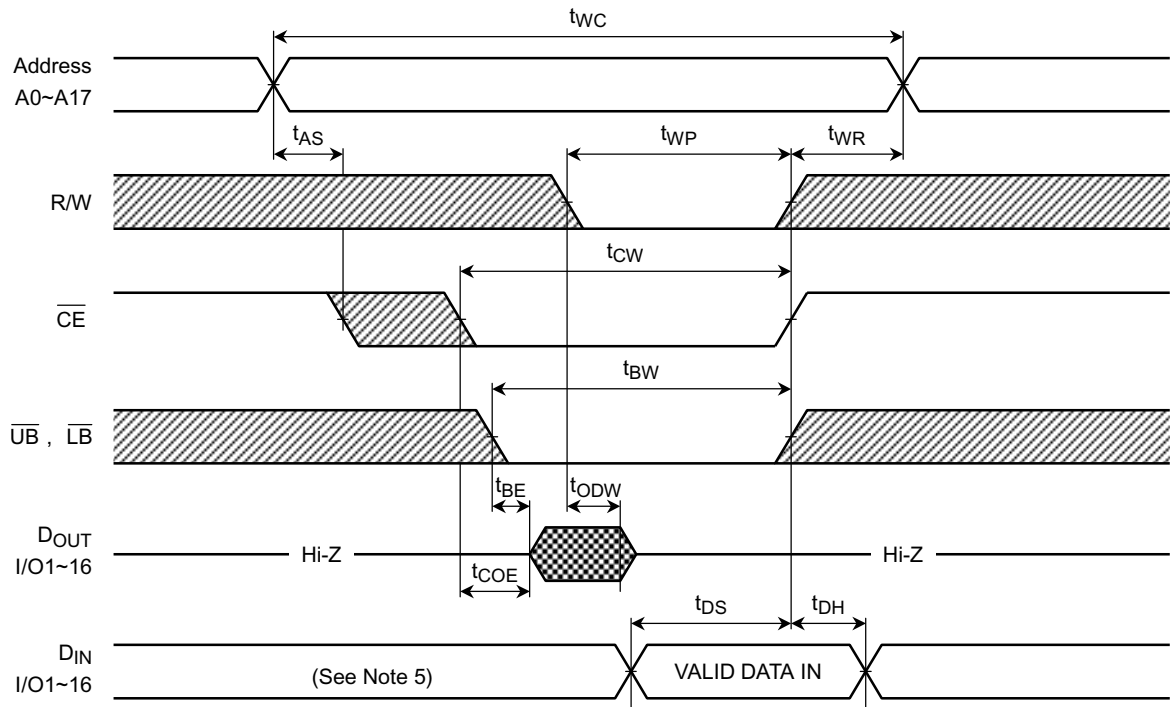 tWC
Address
A0~A17
tAS
tWP
tWR
R/W
tCW
CE
tBW
UB , LB
tBE
tODW
DOUT
I/O1~16
Hi-Z
Hi-Z
tCOE
tDS
tDH
DIN
I/O1~16
(See Note 5)
VALID DATA IN